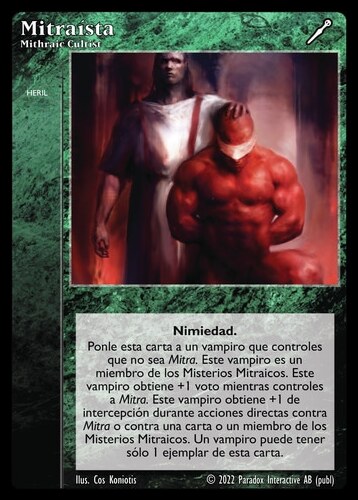 Mitraísta
Mithraic Cultist
HERIL
Nimiedad.
Ponle esta carta a un vampiro que controles
que no sea Mitra. Este vampiro es un
miembro de los Misterios Mitraicos. Este
vampiro obtiene +1 voto mientras controles
a Mitra. Este vampiro obtiene +1 de
intercepción durante acciones directas contra
Mitra o contra una carta o un miembro de los
Misterios Mitraicos. Un vampiro puede tener
sólo 1 ejemplar de esta carta.
Ilus. Cos Koniotis
© 2022 Paradox Interactive AB (publ)